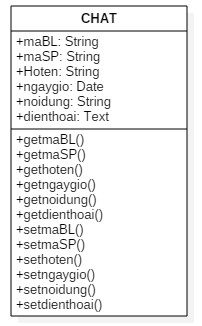 CHAT
+maBL: String
+maSP: String
+Hoten: String
+ngaygio: Date
+noidung: String
+dienthoai: Text
+getmaBL()
+getmaSP()
+gethoten()
+getngaygio()
+getnoidung()
+getdienthoai()
+setmaBL()
+setmaSP()
+sethoten()
+setngaygio()
+setnoidung()
+setdienthoai()